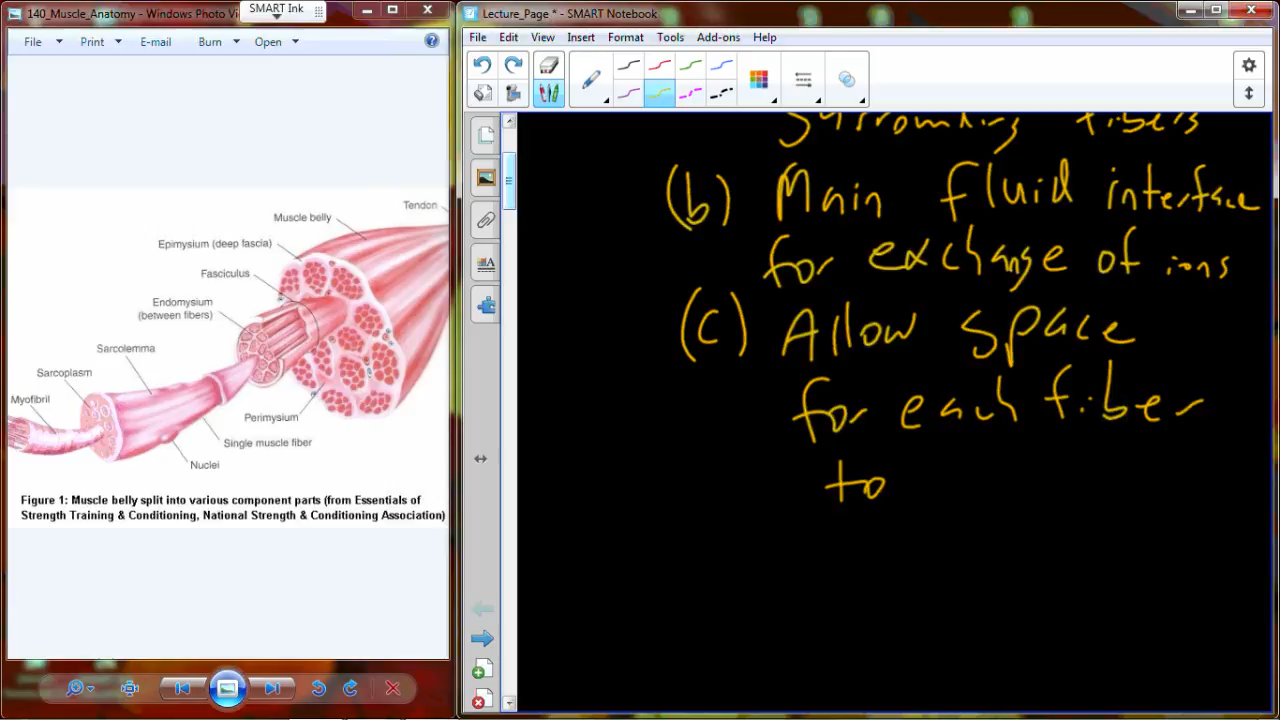 140_Muscle_Anatomy - Windows Photo Vi
SMART Ink
File Print E-mail Burn Open
Tendon
Muscle belly
Epimysium (deep fascia)
Fasciculus
Endomysium
(between fibers)
Sarcolemma
Sarcoplasm
Myofibril
Perimysium
Single muscle fiber
Nuclei
Figure 1: Muscle belly split into various component parts (from Essentials of
Strength Training & Conditioning, National Strength & Conditioning Association)
Lecture_Page * - SMART Notebook
File Edit View Insert Format Tools Add-ons Help
surrounding fibers
(b) Main fluid interface
for exchange of ions
(c) Allow space
for each fiber
to